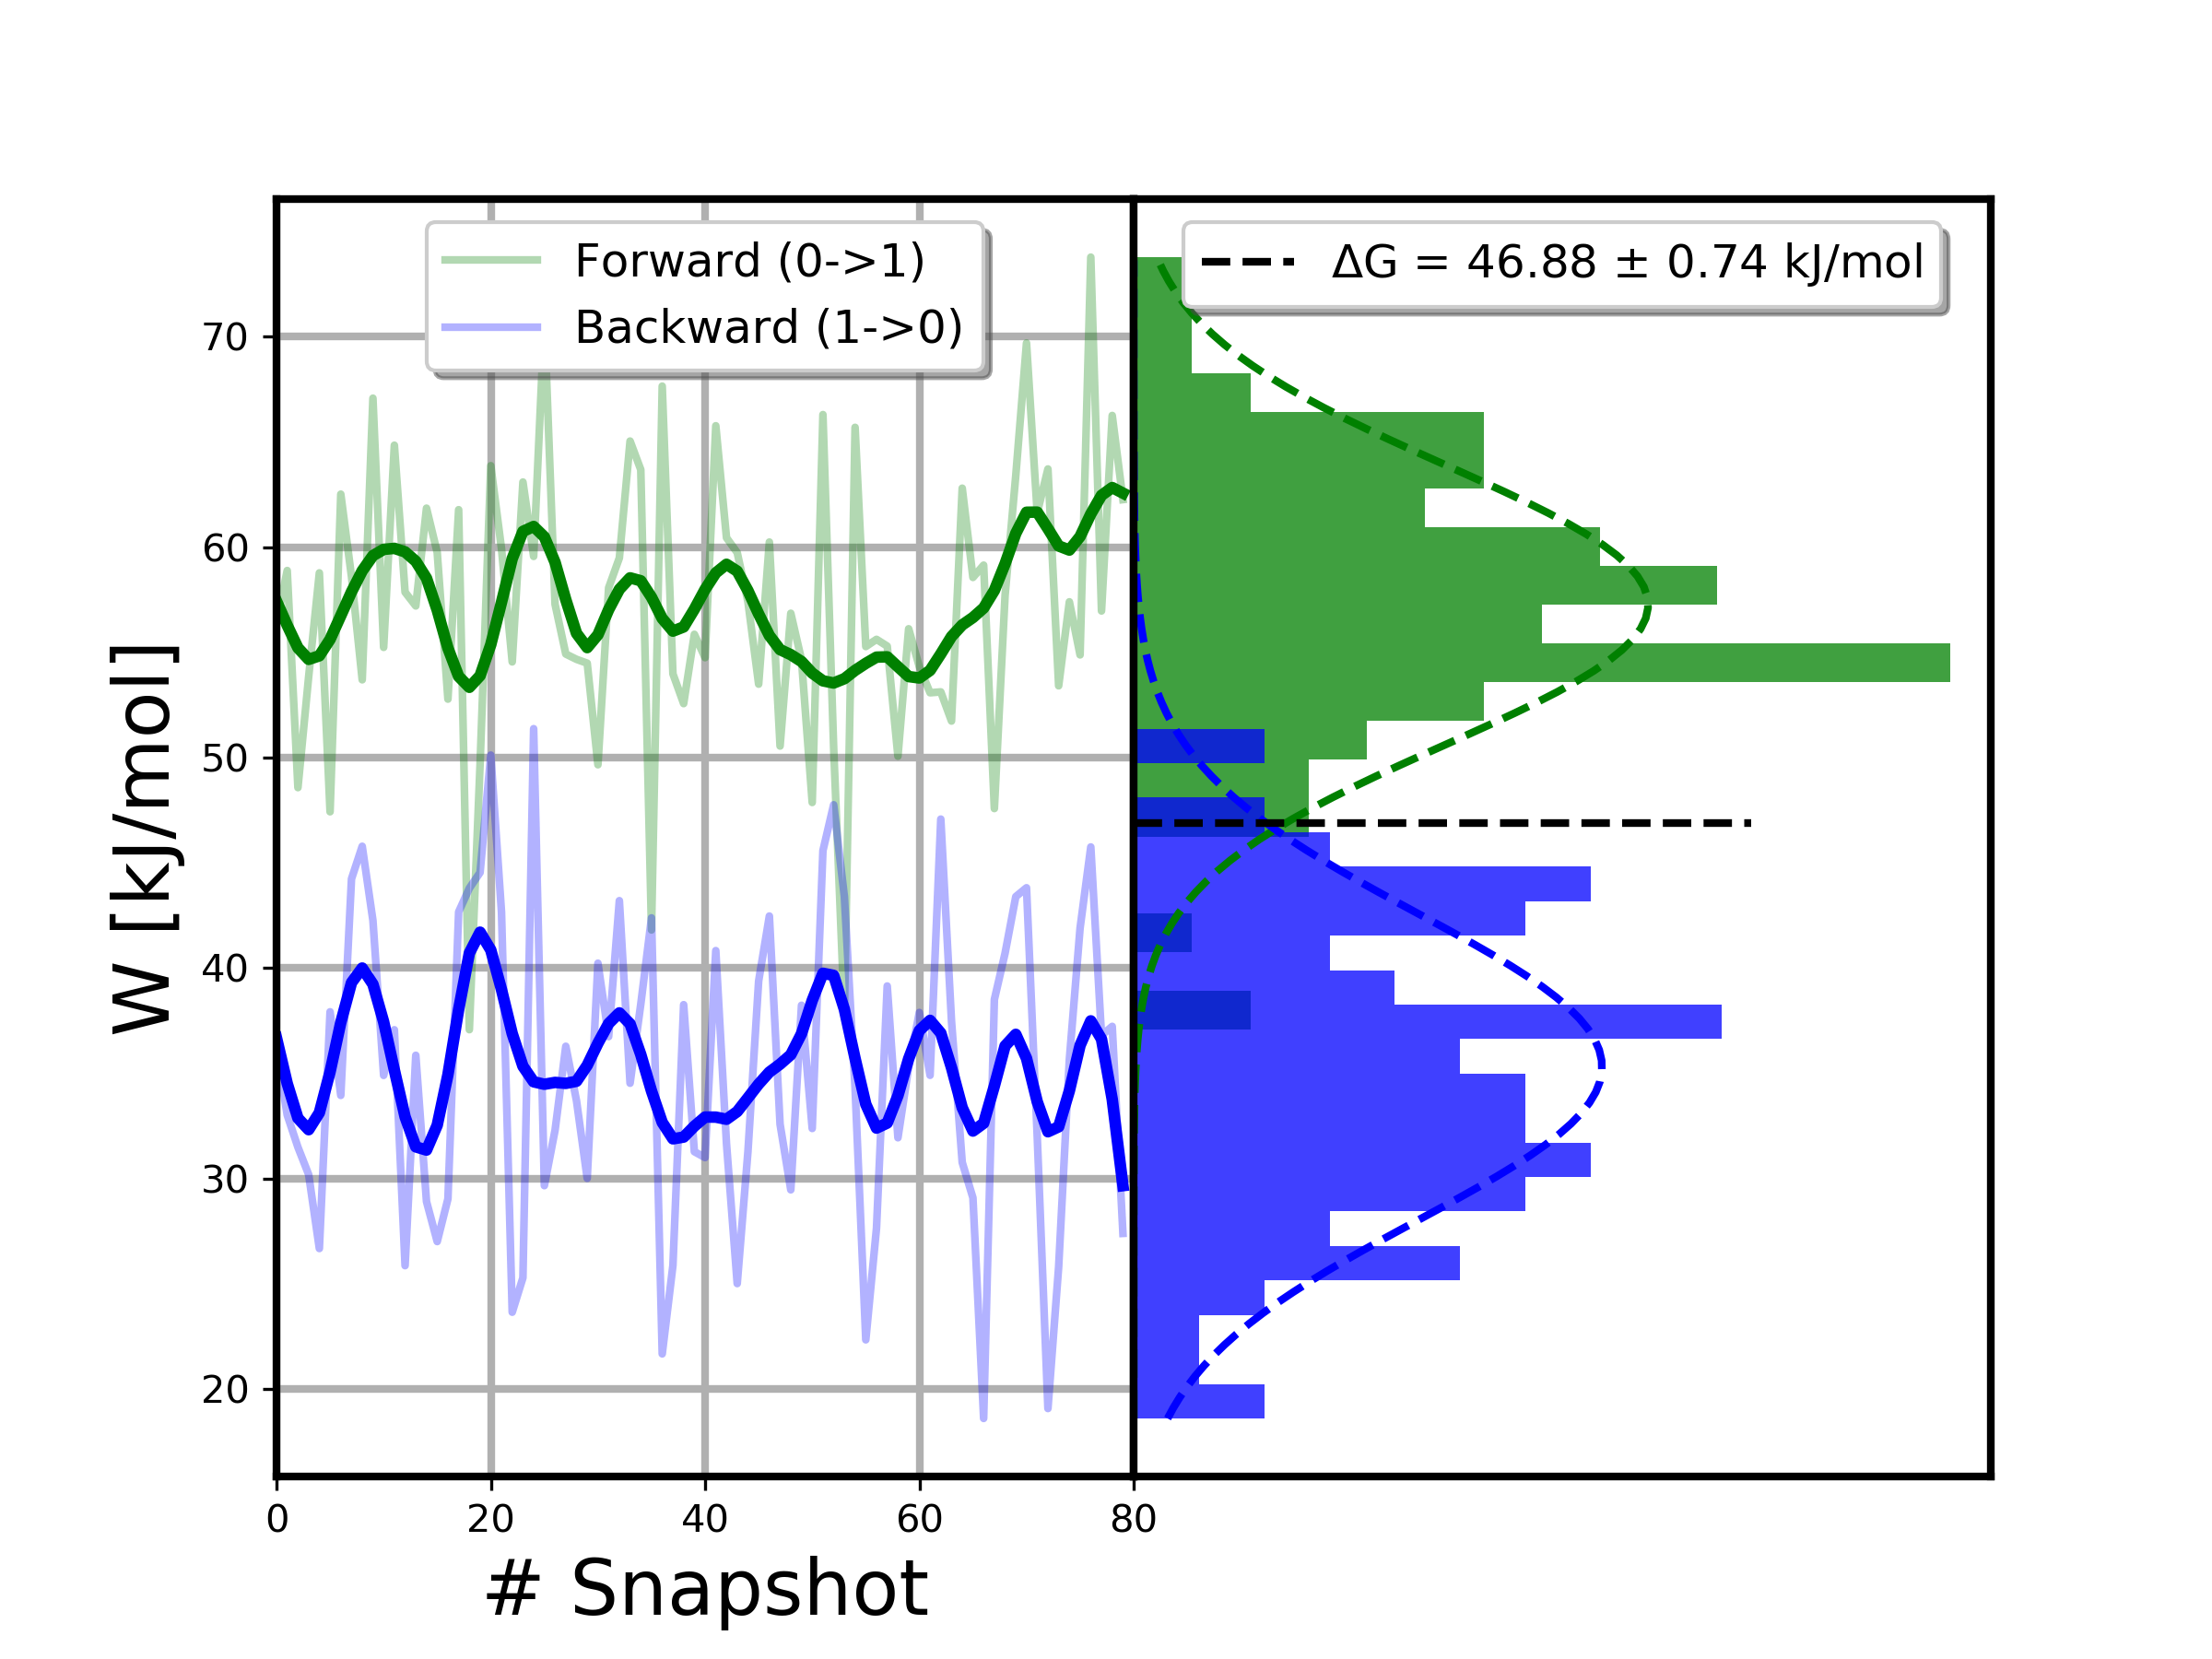 Forward (0->1)
Backward (1->0)
ΔG = 46.88 ± 0.74 kJ/mol
W [kJ/mol]
70
60
50
40
30
20
0 20 40 60 80
# Snapshot